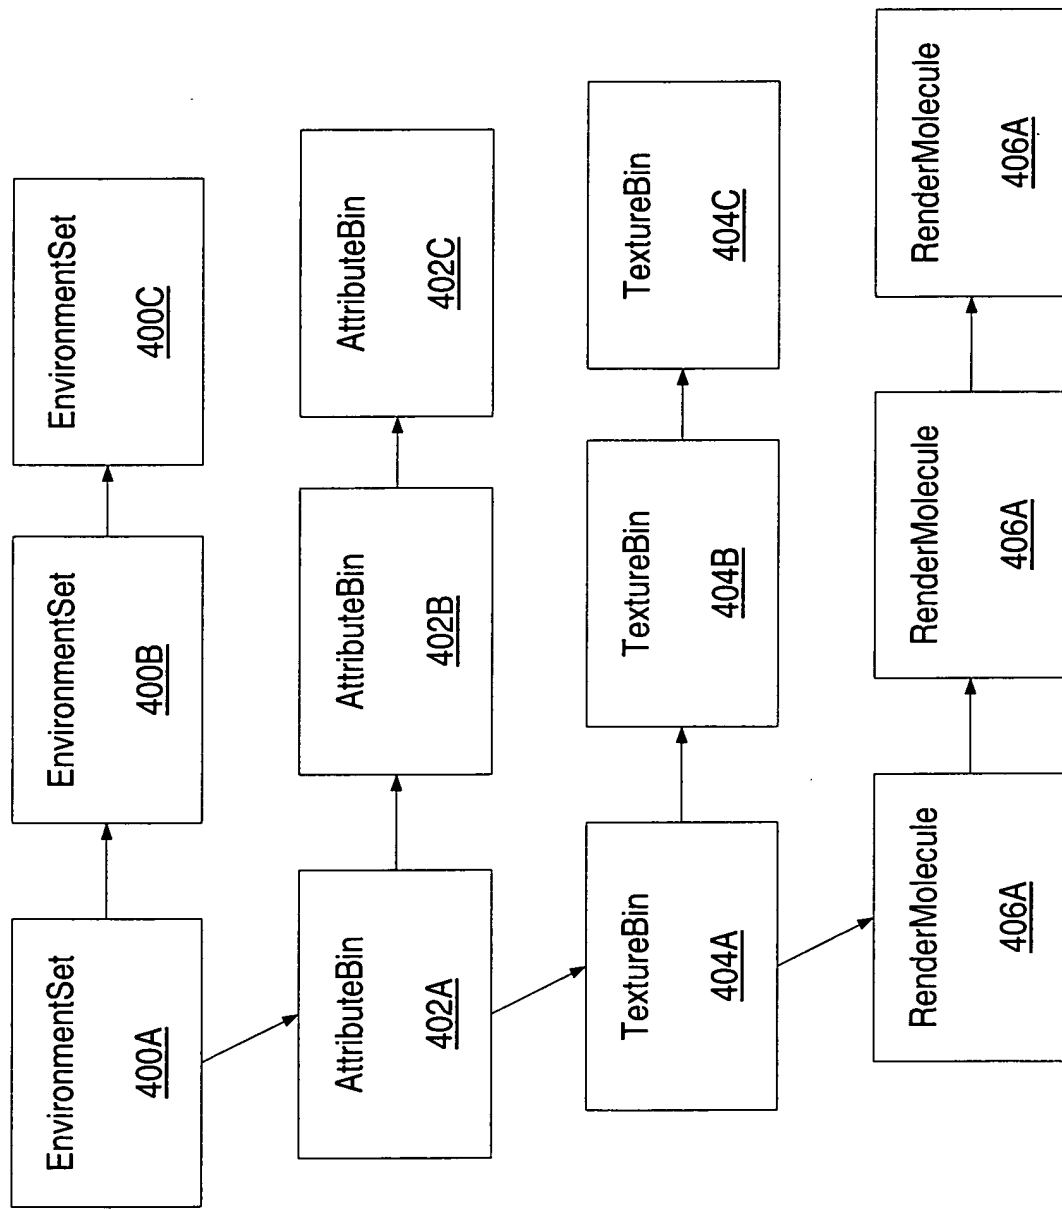 EnvironmentSet
400A
EnvironmentSet
400B
EnvironmentSet
400C
AttributeBin
402A
AttributeBin
402B
AttributeBin
402C
TextureBin
404A
TextureBin
404B
TextureBin
404C
RenderMolecule
406A
RenderMolecule
406A
RenderMolecule
406A